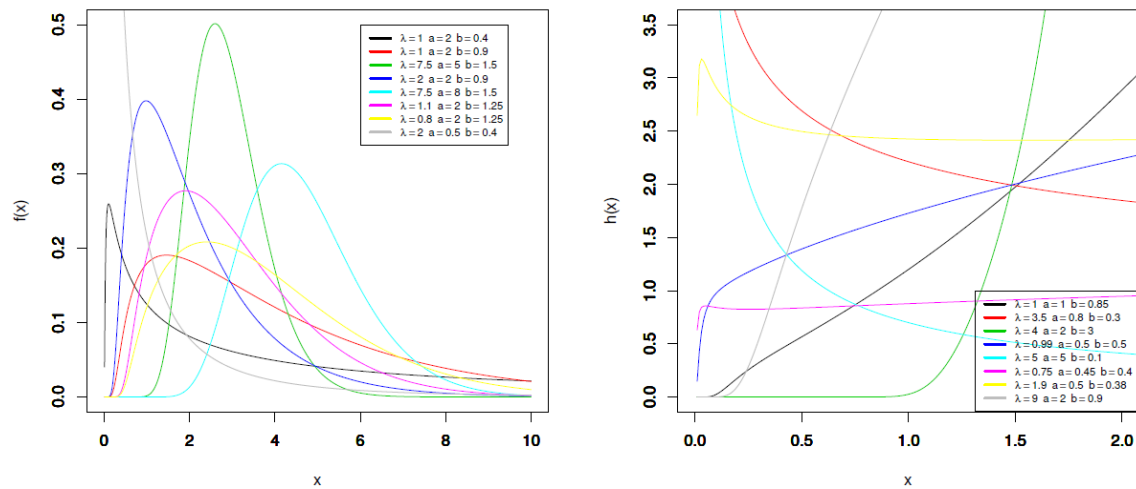 f(x)
0.5
0.4
0.3
0.2
0.1
0.0
λ=1 a=2 b=0.4
λ=1 a=2 b=0.9
λ=7.5 a=5 b=1.5
λ=2 a=2 b=0.9
λ=7.5 a=8 b=1.5
λ=1.1 a=2 b=1.25
λ=0.8 a=2 b=1.25
λ=2 a=0.5 b=0.4
0 2 4 6 8 10
x
h(x)
3.5
3.0
2.5
2.0
1.5
1.0
0.5
0.0
λ=1 a=1 b=0.85
λ=3.5 a=0.8 b=0.3
λ=4 a=2 b=3
λ=0.99 a=0.5 b=0.5
λ=5 a=5 b=0.1
λ=0.75 a=0.45 b=0.4
λ=1.9 a=0.5 b=0.38
λ=9 a=2 b=0.9
0.0 0.5 1.0 1.5 2.0
x